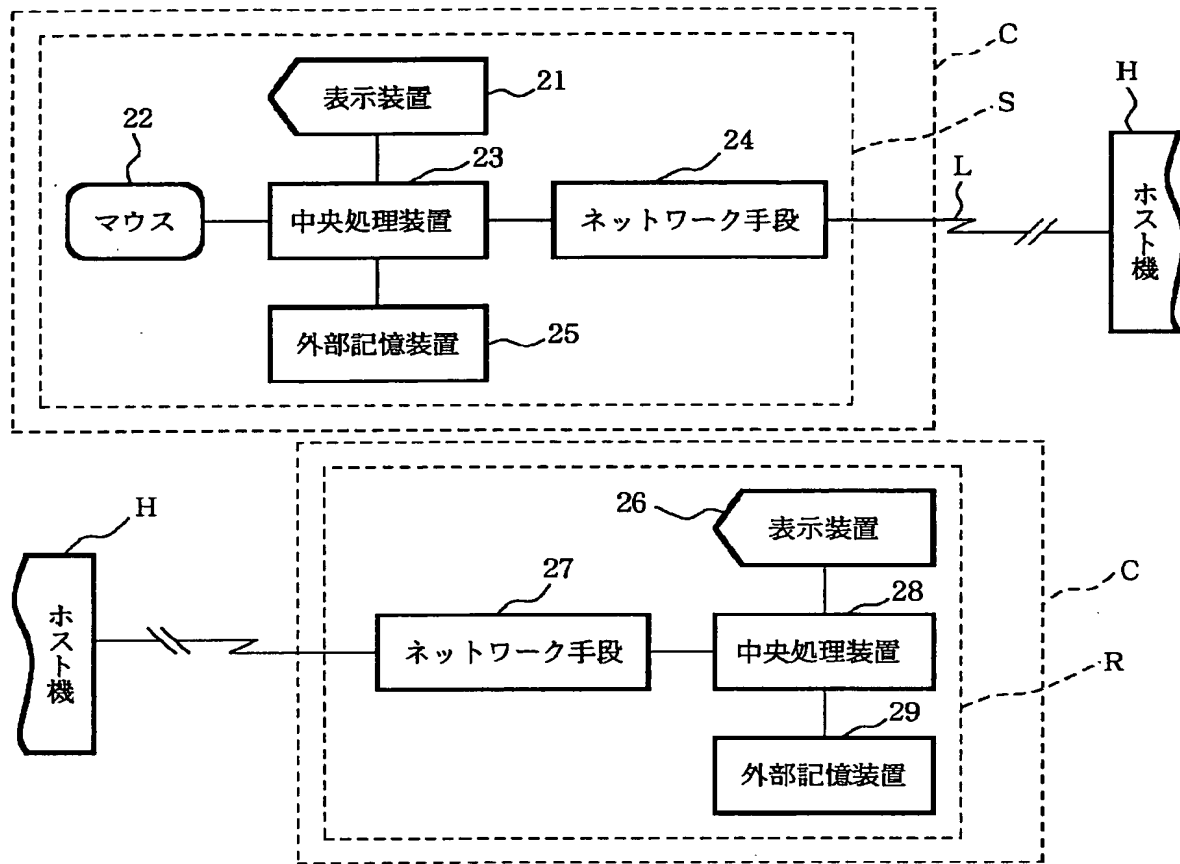 C
表示装置
21
H
S
22
23
24
L
マウス
中央処理装置
ネットワーク手段
ホスト機
外部記憶装置
25
H
26
表示装置
C
27
28
ホスト機
ネットワーク手段
中央処理装置
R
29
外部記憶装置